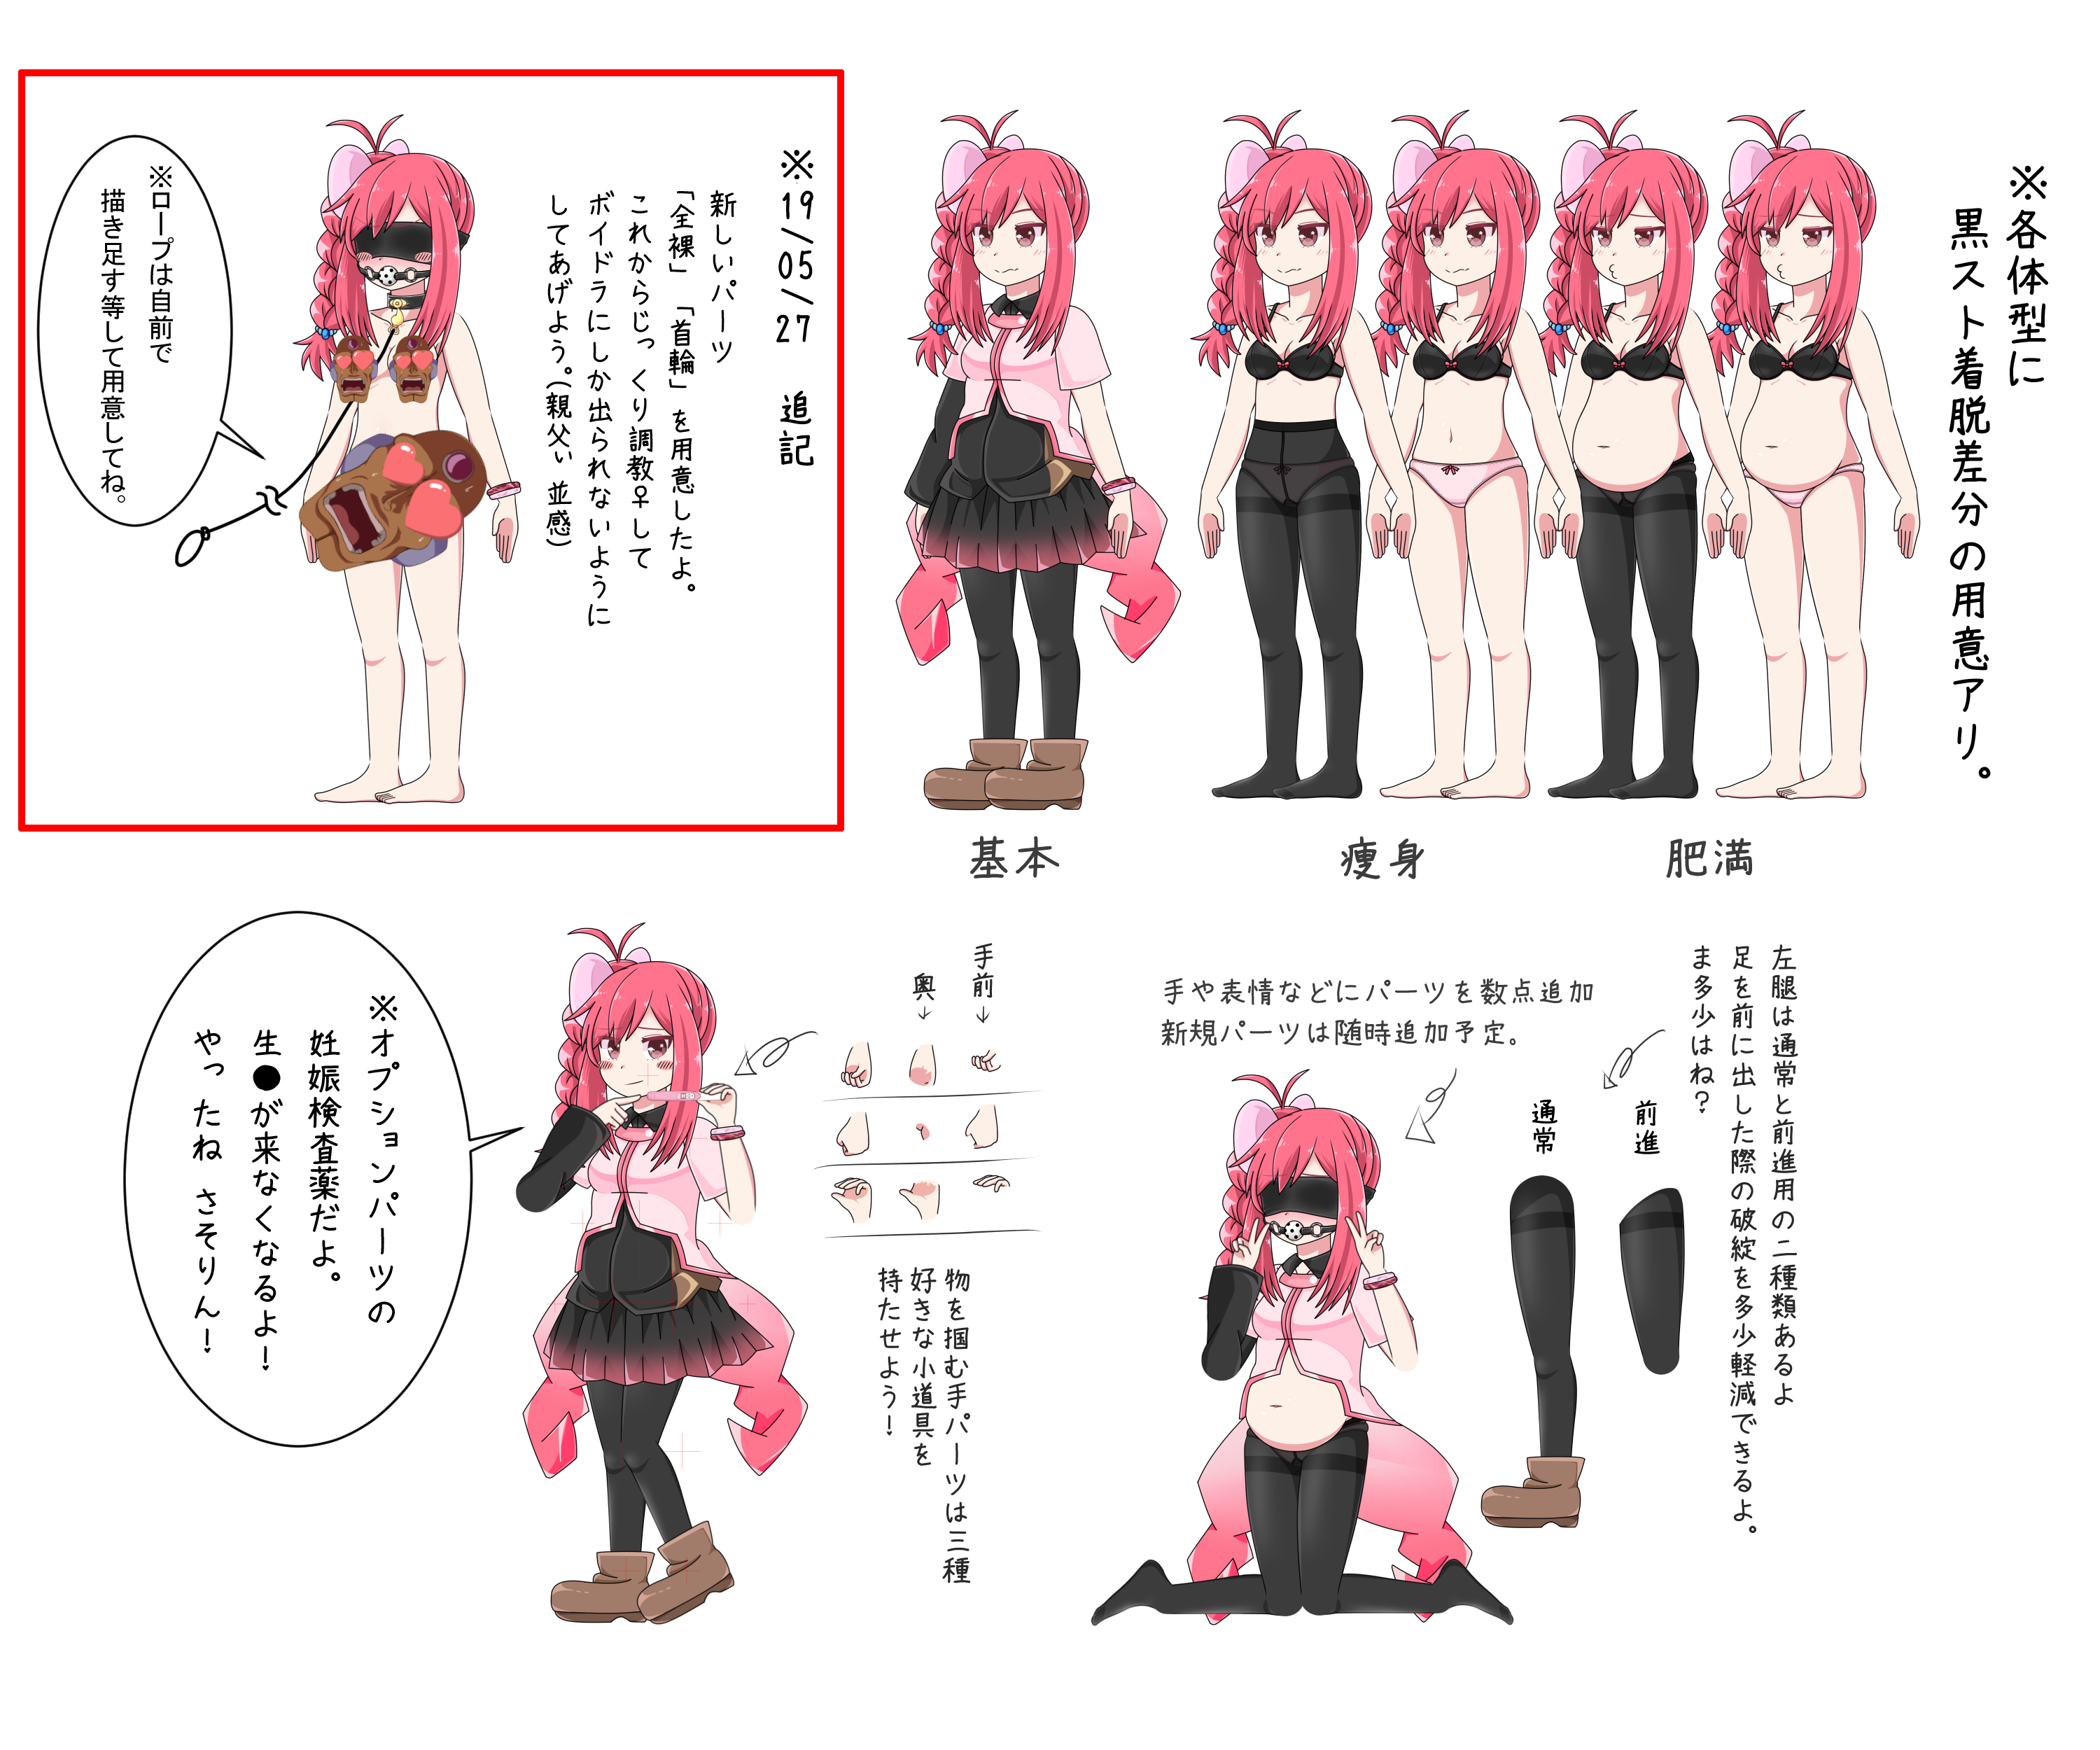 ※各体型に
黒スト着脱差分の用意アリ。
※19/05/27 追記
新しいパーツ
「全裸」「首輪」を用意したよ。
これからじっくり調教♀して
ボイドラにしか出られないように
してあげよう。(親父ぃ並感)
※ロープは自前で
描き足す等して用意してね。
基本
痩身
肥満
左腿は通常と前進用の二種類あるよ
足を前に出した際の破綻を多少軽減できるよ。
ま多少はね?
前進
通常
手や表情などにパーツを数点追加
新規パーツは随時追加予定。
手前→
奥→
物を掴む手パーツは三種
好きな小道具を
持たせよう!
※オプションパーツの
妊娠検査薬だよ。
生●が来なくなるよ!
やったね さそりん!